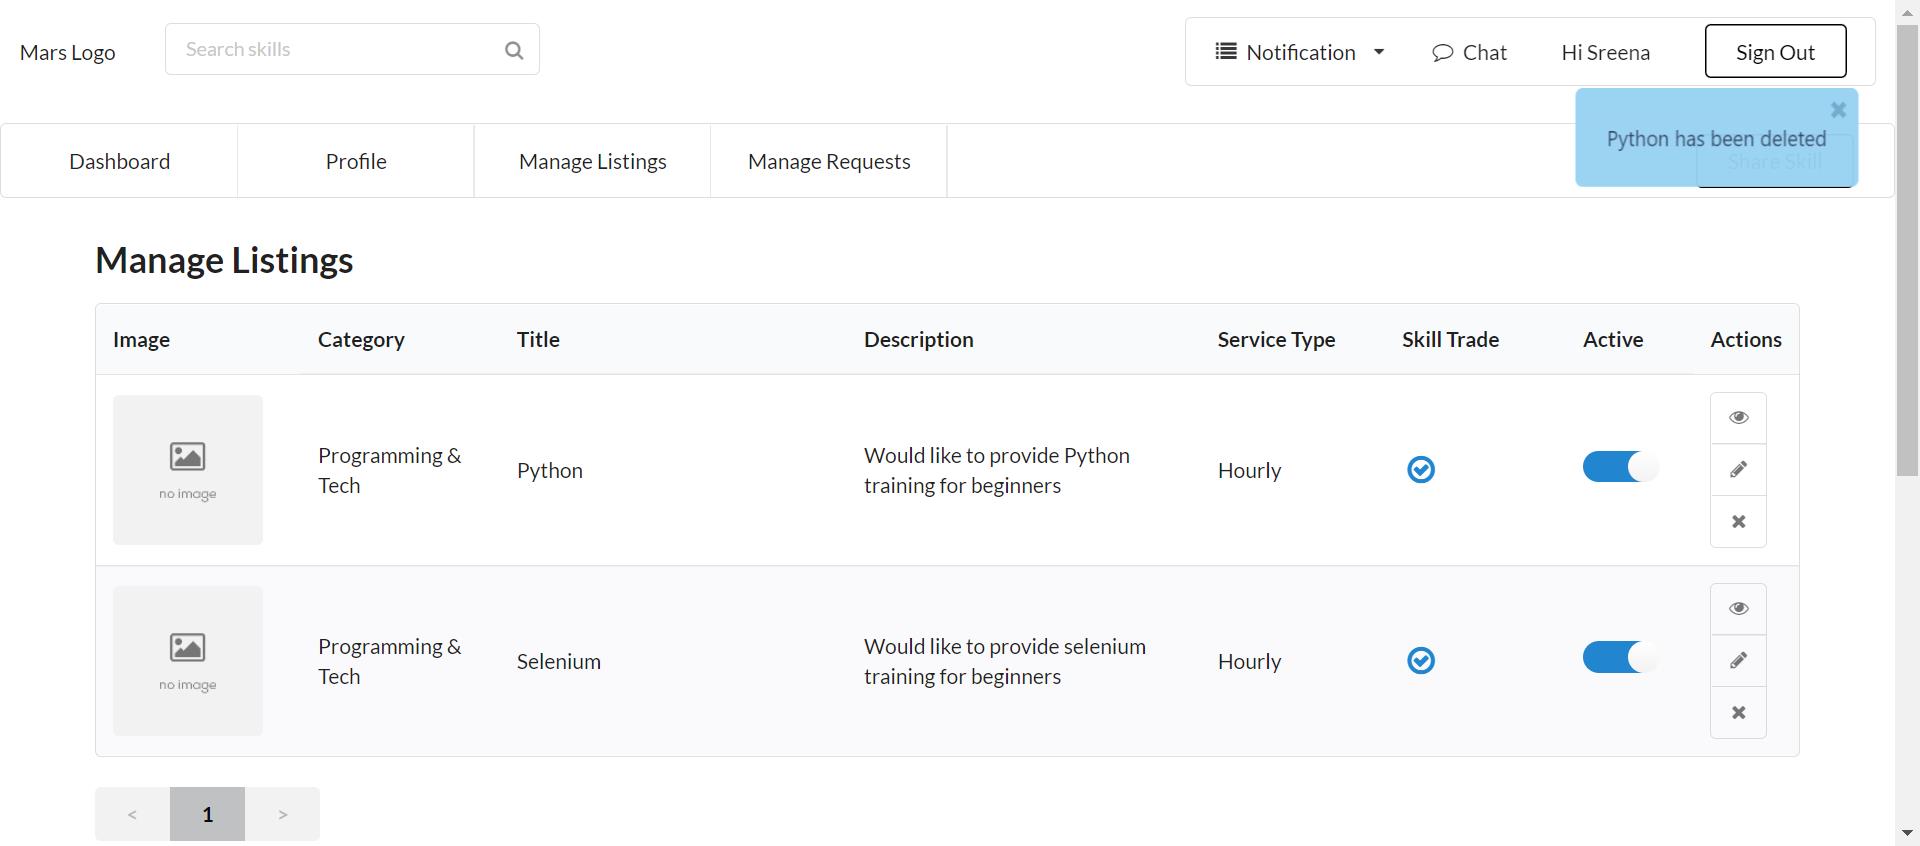 Mars Logo
Search skills
Notification
Chat
Hi Sreena
Sign Out
Python has been deleted
Dashboard
Profile
Manage Listings
Manage Requests
Share Skill
Manage Listings
Image Category Title Description Service Type Skill Trade Active Actions
no image
Programming &
Tech
Python
Would like to provide Python
training for beginners
Hourly
no image
Programming &
Tech
Selenium
Would like to provide selenium
training for beginners
Hourly
< 1 >